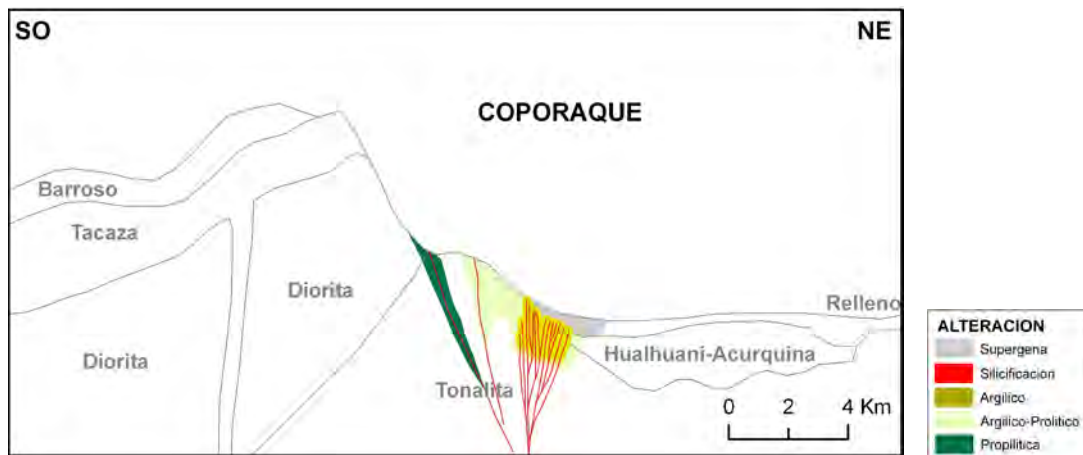 SO
NE
COPORAQUE
Barroso
Tacaza
Diorita
Diorita
Tonalita
Hualhuani-Acurquina
Relleno
0 2 4 Km
ALTERACION
Supergena
Silicificacion
Argilico
Argilico-Prolitico
Propilitica